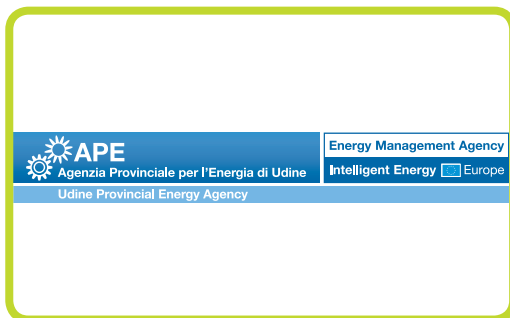 APE
Agenzia Provinciale per l'Energia di Udine
Udine Provincial Energy Agency
Energy Management Agency
Intelligent Energy Europe